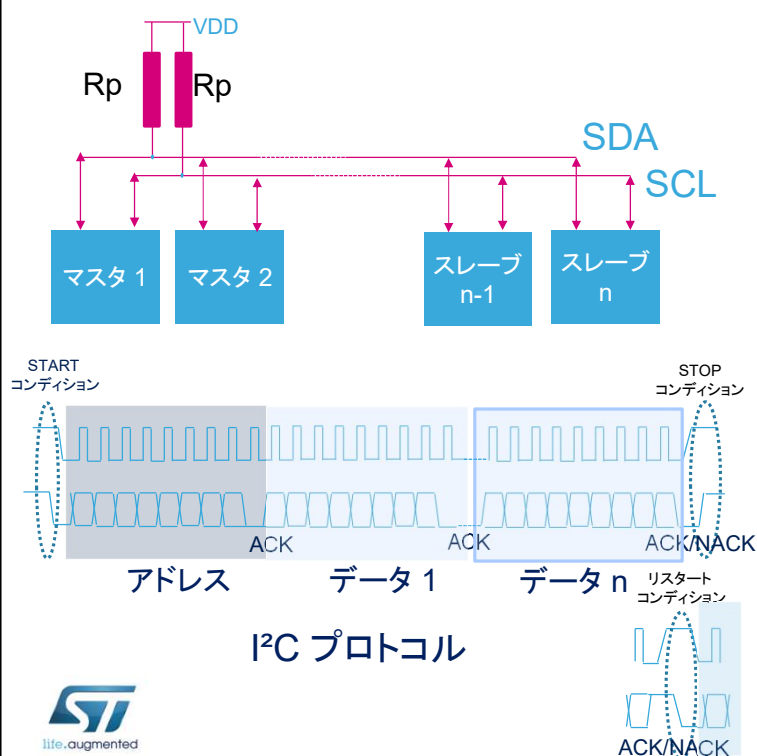 VDD
Rp
Rp
SDA
SCL
マスタ 1
マスタ 2
スレーブ
n-1
スレーブ
n
START
コンディション
STOP
コンディション
ACK
ACK
ACK/NACK
アドレス
データ 1
データ n
リスタート
コンディション
I²C プロトコル
ACK/NACK
ST
life.augmented